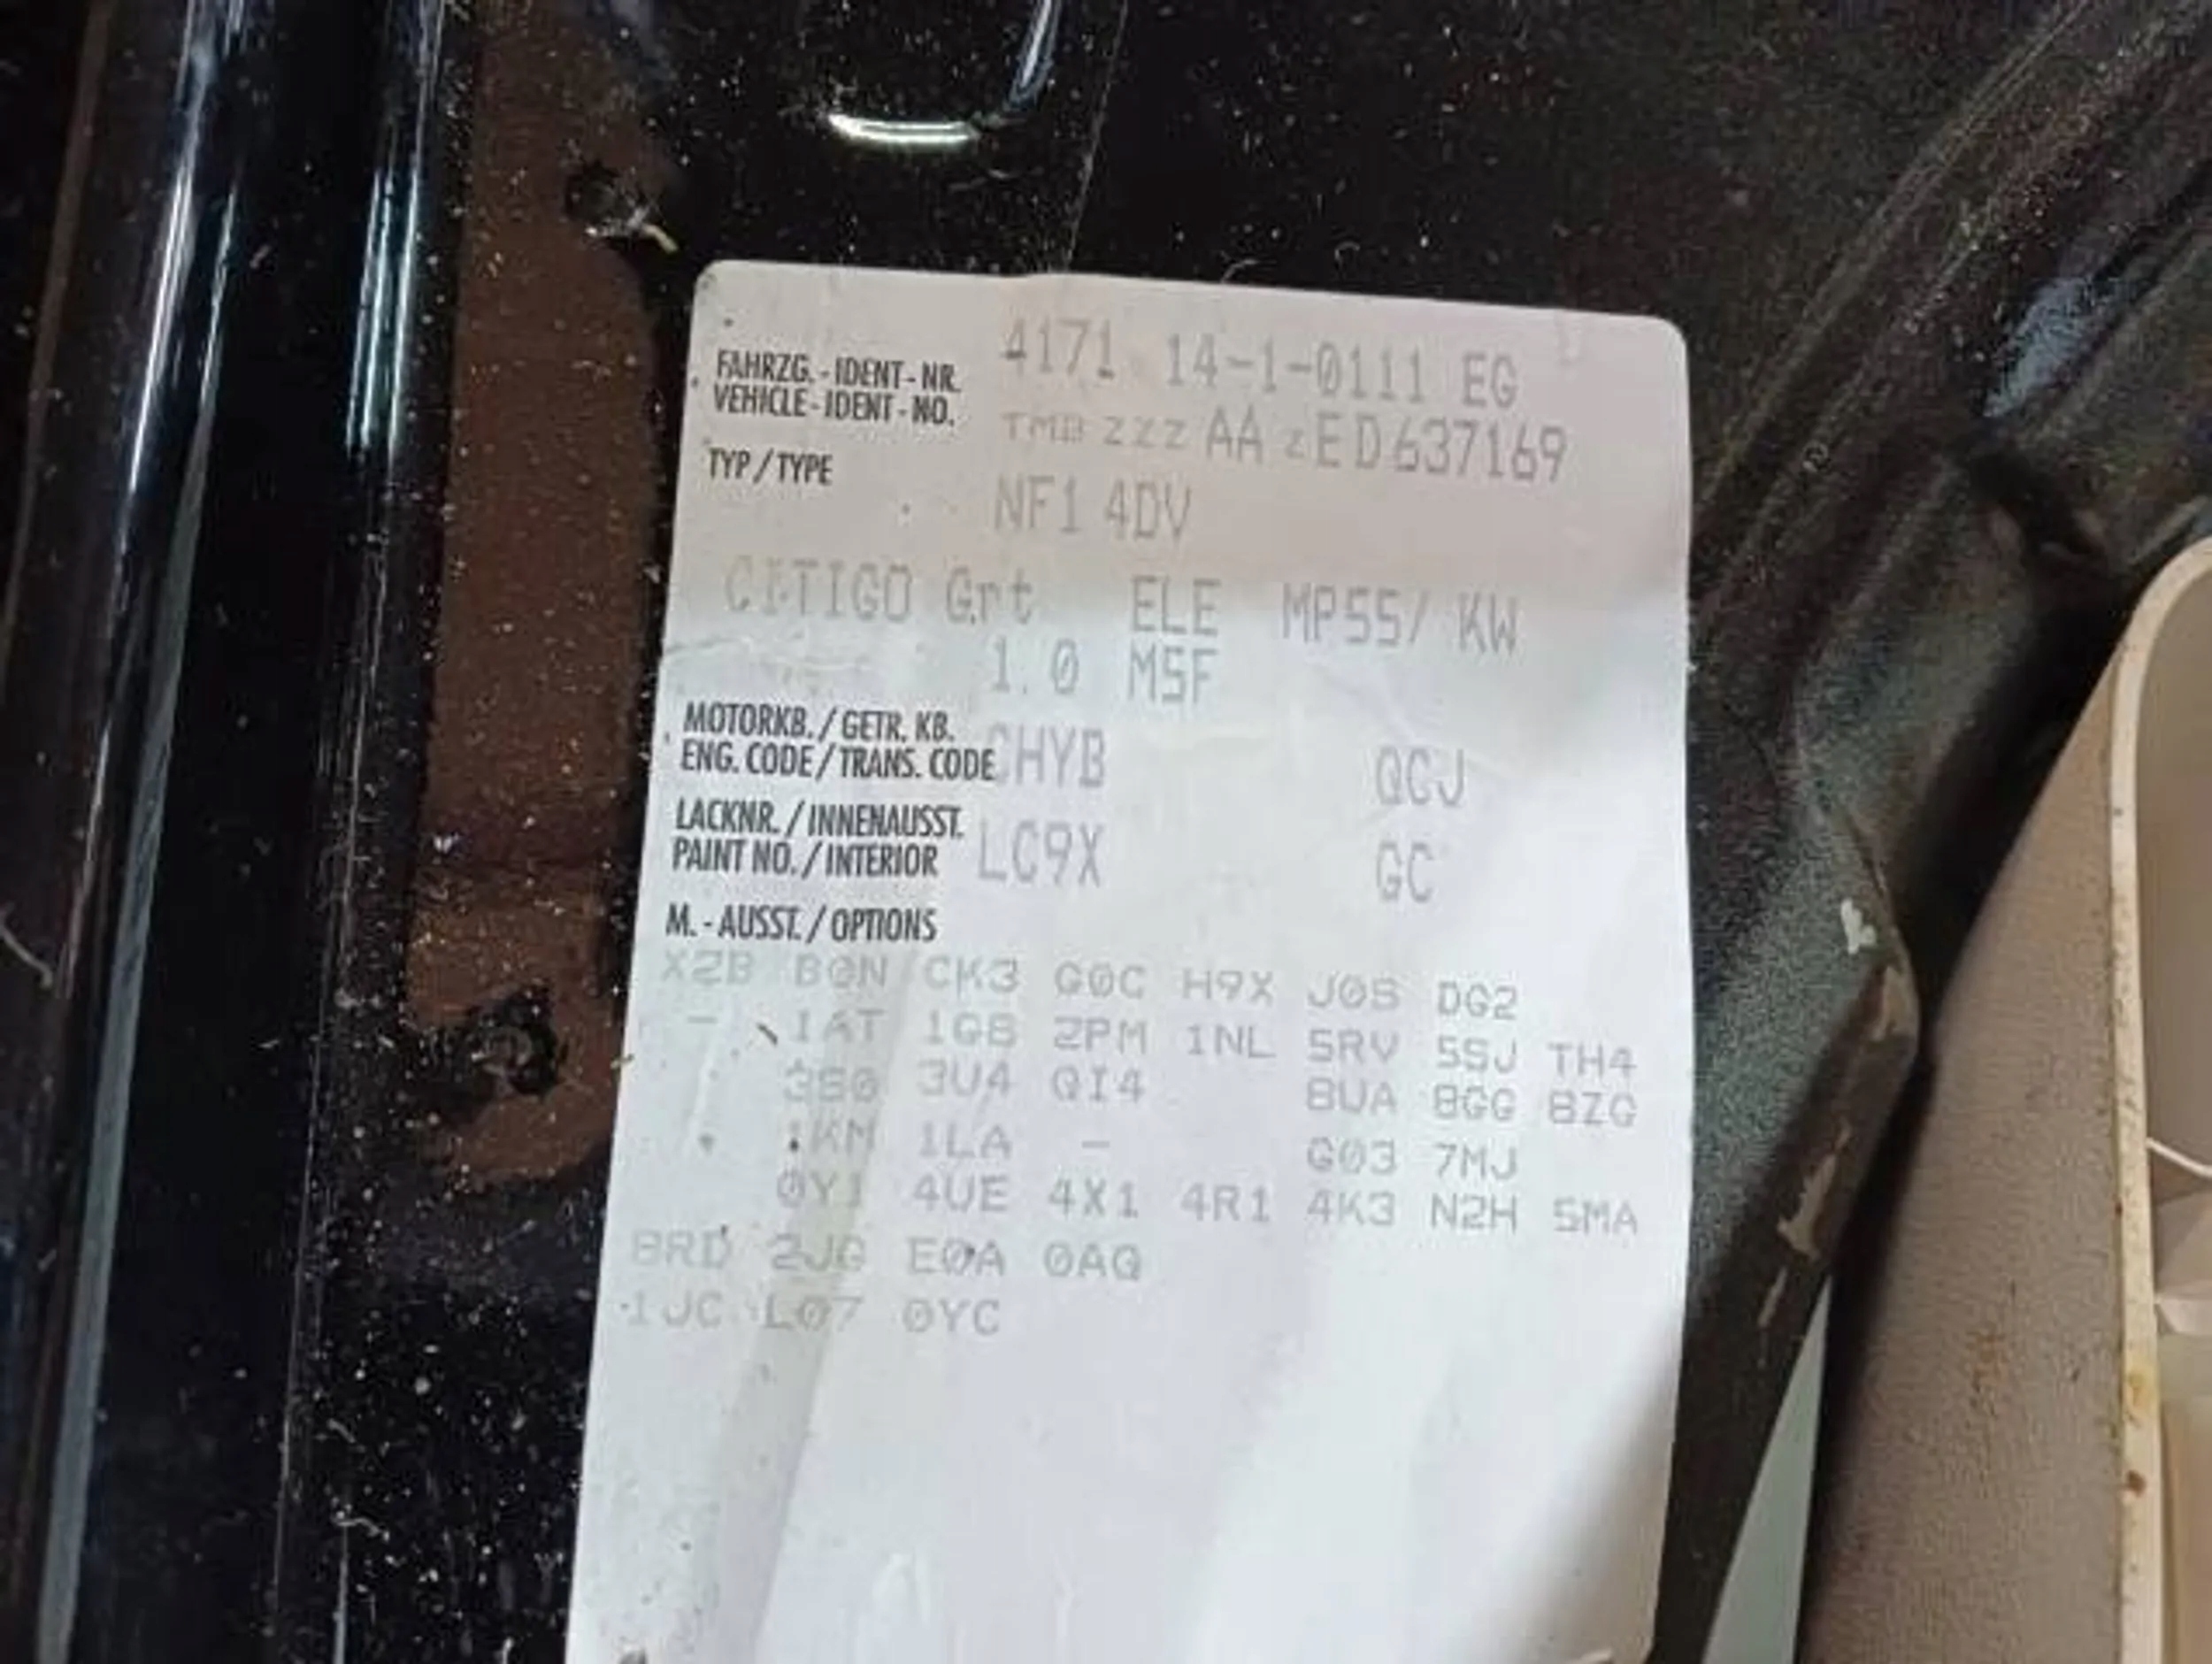 4171 14-1-0111 EG
FAHRZG.-IDENT-NR.
VEHICLE-IDENT-NO.
TMB ZZZ AA Z ED637169
TYP/TYPE
NF1 4DV
CITIGO Grt ELE MP55/ KW
1.0 M5F
MOTORKB./GETR. KB.
ENG. CODE/TRANS. CODE CHYB QCJ
LACKNR./INNENAUSST.
PAINT NO./INTERIOR LC9X GC
M.-AUSST./OPTIONS
X2B B0N CK3 G0C H9X J0S DG2
- 1AT 1G8 2PM 1NL 5RV 5SJ TH4
3S0 3U4 QI4 8UA 8GG 8ZG
1KM 1LA - G03 7MJ
0Y1 4UE 4X1 4R1 4K3 N2H 5MA
8RD 2JG E0A 0AQ
1JC L07 0YC